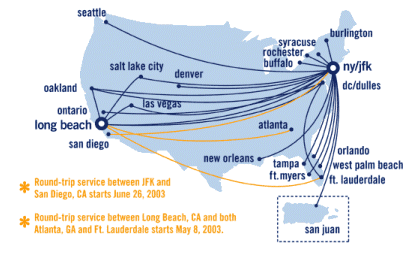 seattle
burlington
syracuse
rochester
buffalo
ny/jfk
salt lake city
denver
dc/dulles
oakland
las vegas
ontario
long beach
atlanta
san diego
new orleans
orlando
tampa
west palm beach
ft. myers
ft. lauderdale
* Round-trip service between JFK and
San Diego, CA starts June 26, 2003
* Round-trip service between Long Beach, CA and both
Atlanta, GA and Ft. Lauderdale starts May 8, 2003.
san juan